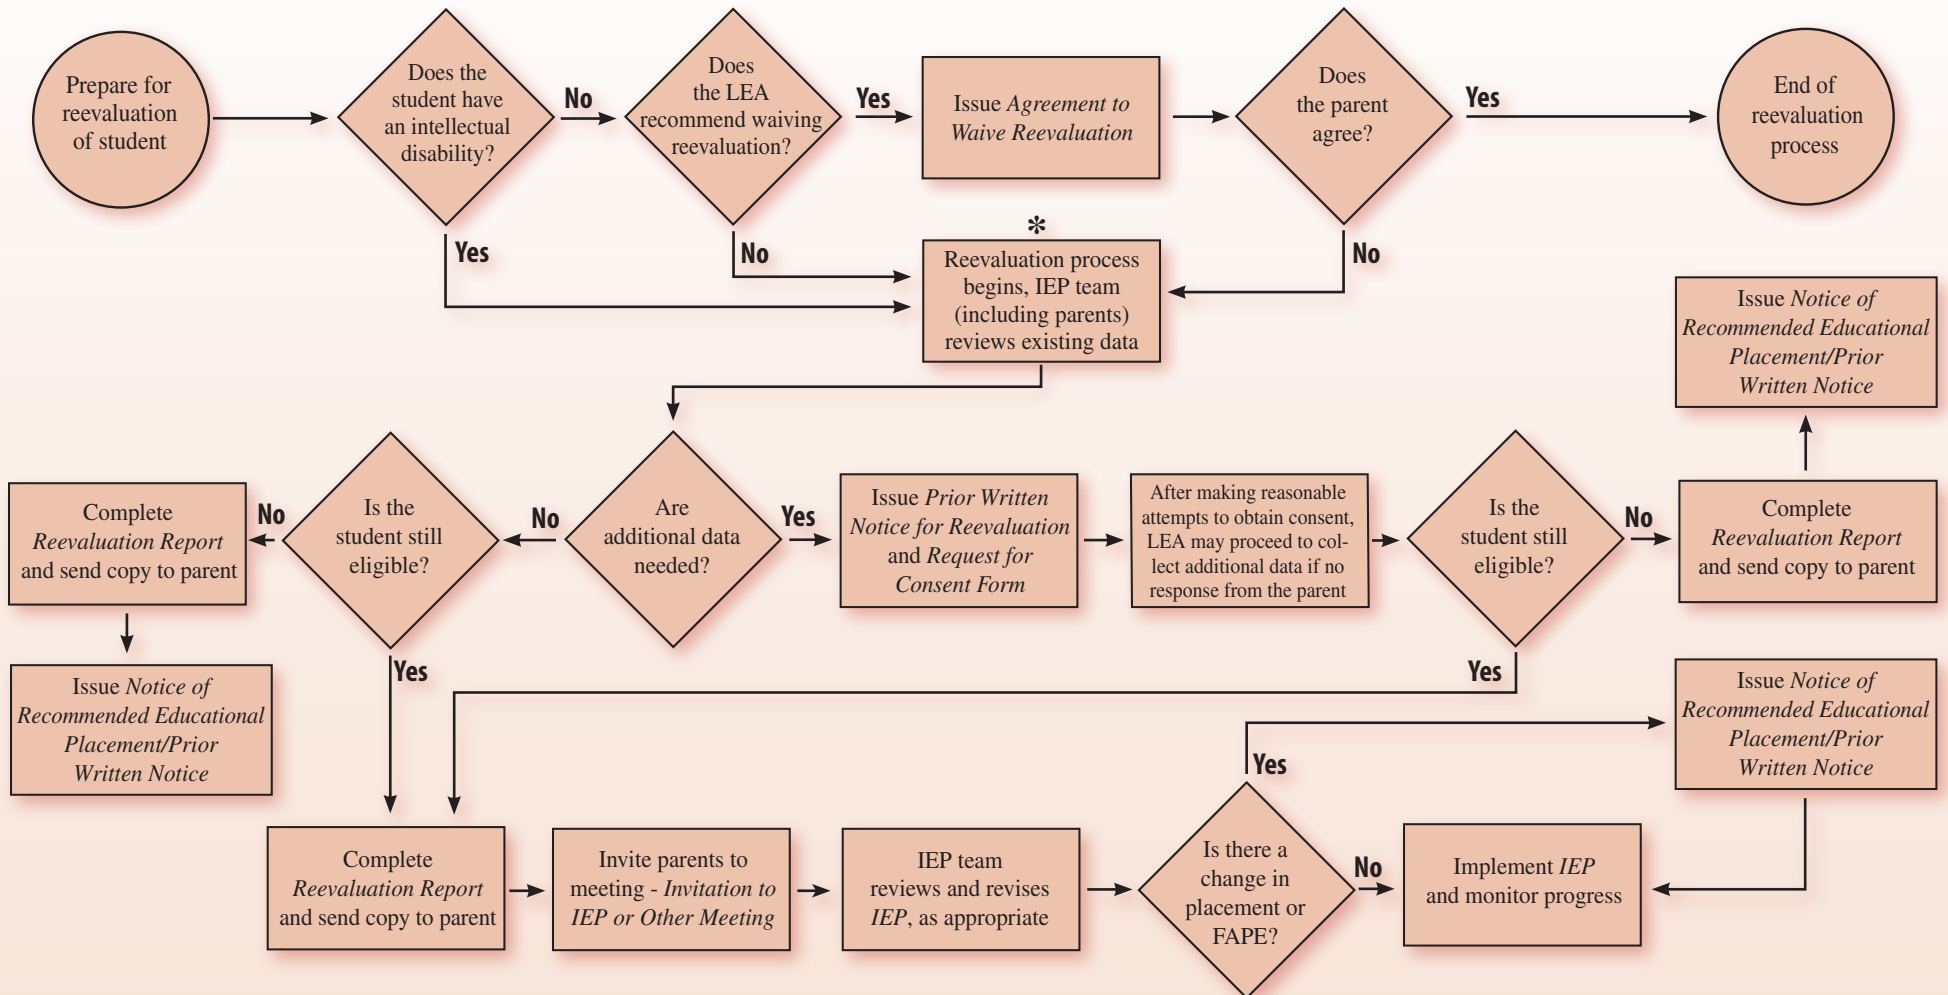 Prepare for
reevaluation
of student
Does the
student have
an intellectual
disability?
No
Yes
Does
the LEA
recommend waiving
reevaluation?
Yes
No
Issue Agreement to
Waive Reevaluation
Does
the parent
agree?
Yes
No
End of
reevaluation
process
*
Reevaluation process
begins, IEP team
(including parents)
reviews existing data
Are
additional data
needed?
No
Yes
Is the
student still
eligible?
No
Yes
Complete
Reevaluation Report
and send copy to parent
Issue Notice of
Recommended Educational
Placement/Prior
Written Notice
Issue Prior Written
Notice for Reevaluation
and Request for
Consent Form
After making reasonable
attempts to obtain consent,
LEA may proceed to col-
lect additional data if no
response from the parent
Is the
student still
eligible?
No
Yes
Complete
Reevaluation Report
and send copy to parent
Issue Notice of
Recommended Educational
Placement/Prior
Written Notice
Complete
Reevaluation Report
and send copy to parent
Invite parents to
meeting - Invitation to
IEP or Other Meeting
IEP team
reviews and revises
IEP, as appropriate
Is there a
change in
placement or
FAPE?
Yes
No
Issue Notice of
Recommended Educational
Placement/Prior
Written Notice
Implement IEP
and monitor progress